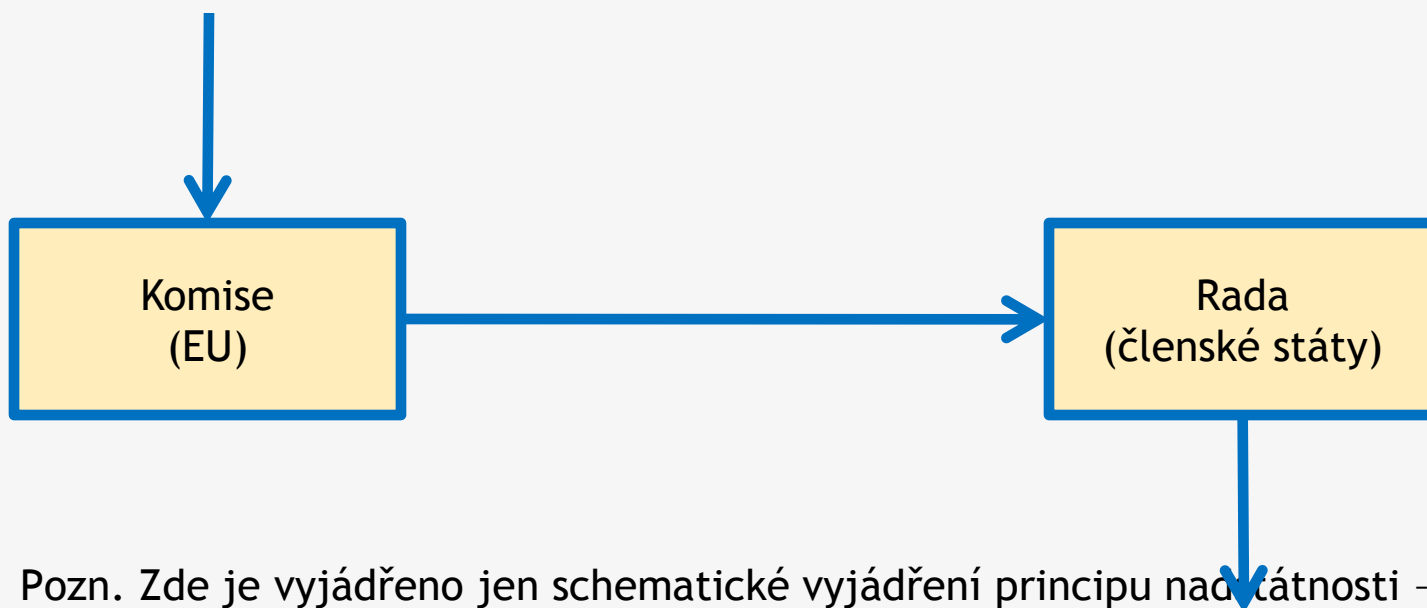 Komise
(EU)
Rada
(členské státy)
Pozn. Zde je vyjádřeno jen schematické vyjádření principu nadstátnosti –